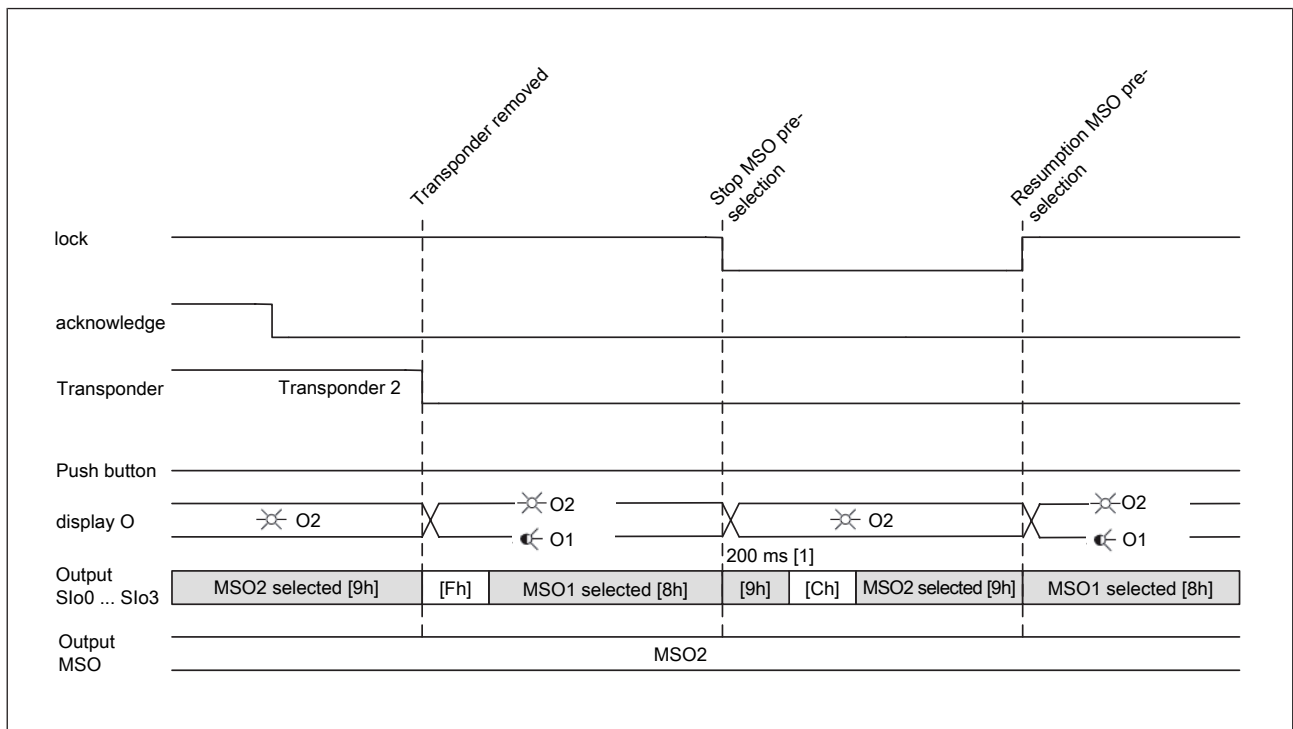 Transponder removed
Stop MSO pre-
selection
Resumption MSO pre-
selection
lock
acknowledge
Transponder
Transponder 2
Push button
display O
O2
O2
O1
O2
O2
O1
200 ms [1]
Output
SIo0 ... SIo3
MSO2 selected [9h]
[Fh]
MSO1 selected [8h]
[9h]
[Ch]
MSO2 selected [9h]
MSO1 selected [8h]
Output
MSO
MSO2